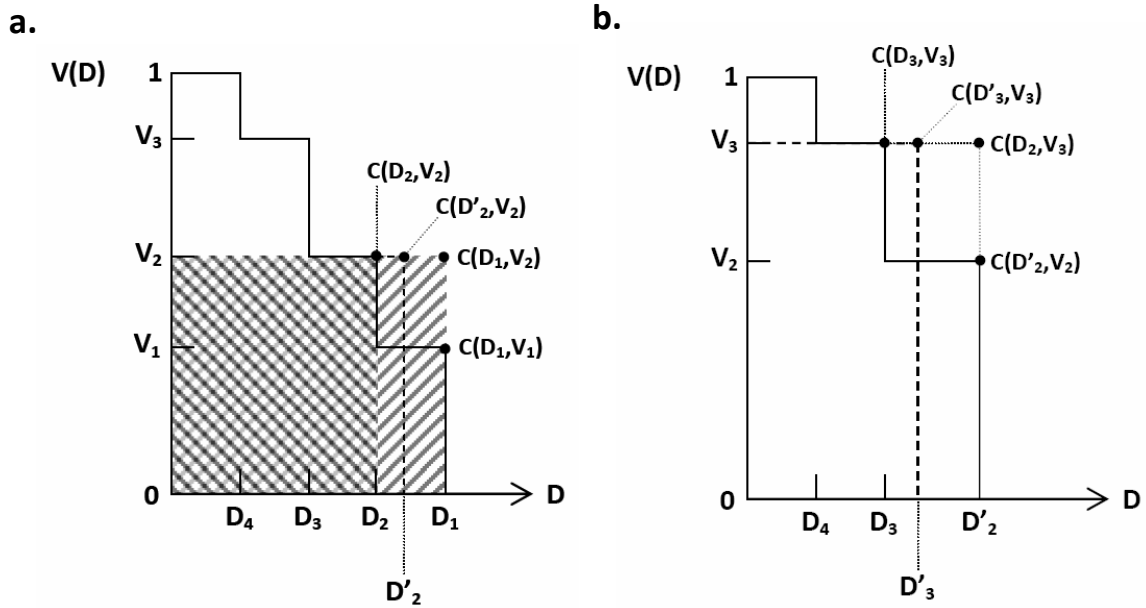 a.
V(D)
1
V₃
C(D₂,V₂)
C(D'₂,V₂)
V₂
C(D₁,V₂)
V₁
C(D₁,V₁)
0
D
D₄
D₃
D₂
D₁
D'₂
b.
C(D₃,V₃)
V(D)
1
C(D'₃,V₃)
V₃
C(D₂,V₃)
V₂
C(D'₂,V₂)
0
D
D₄
D₃
D'₂
D'₃